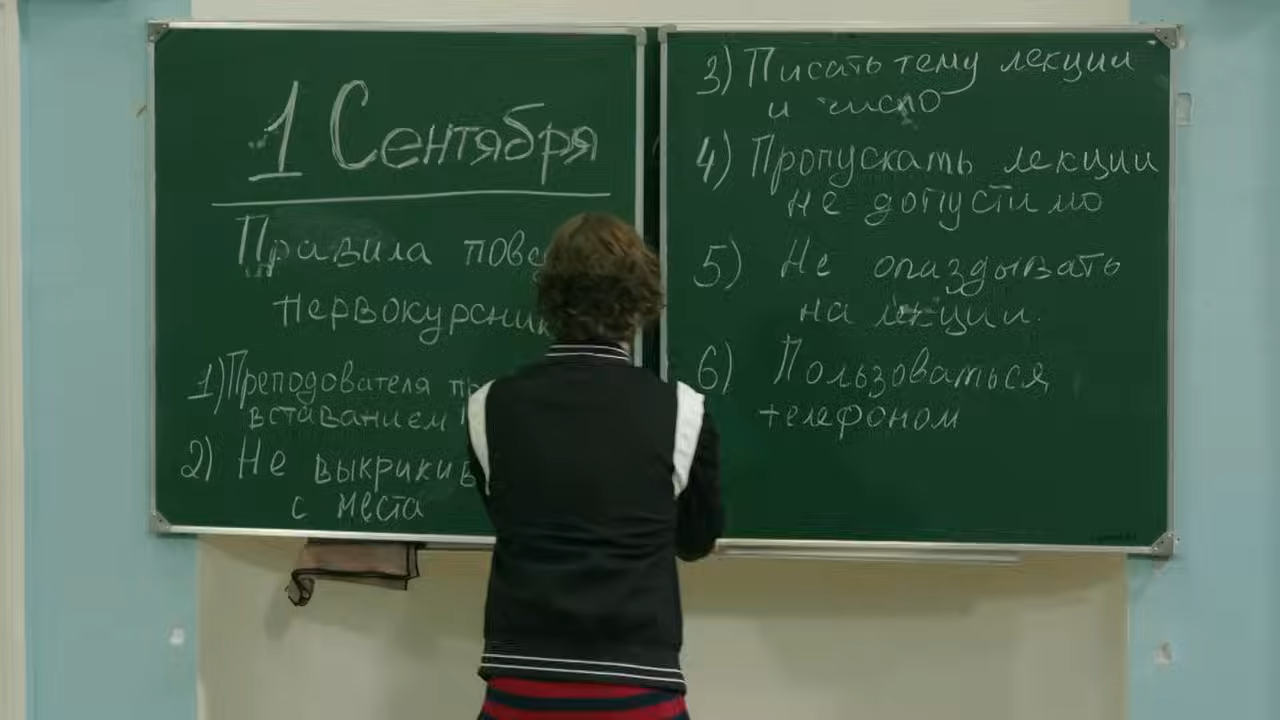 1 Сентября
Правила пове
первокурсник
1) Преподователя пр
вставанием
2) Не выкрикив
с места
3) Писать тему лекции
и число
4) Пропускать лекции
не допустимо
5) Не опаздывать
на лекции.
6) Пользоваться
телефоном